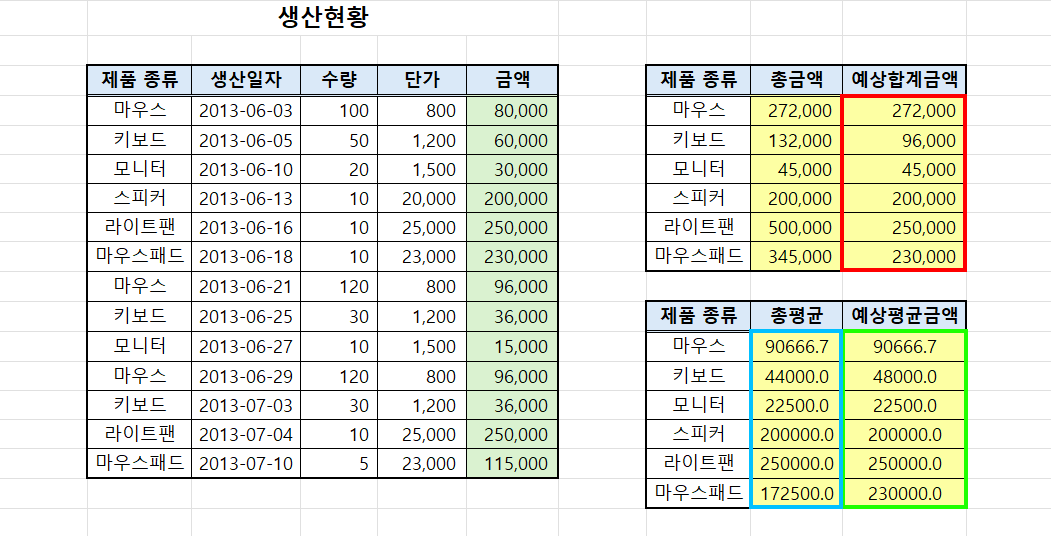 생산현황
제품 종류 생산일자 수량 단가 금액
마우스 2013-06-03 100 800 80,000
키보드 2013-06-05 50 1,200 60,000
모니터 2013-06-10 20 1,500 30,000
스피커 2013-06-13 10 20,000 200,000
라이트팬 2013-06-16 10 25,000 250,000
마우스패드 2013-06-18 10 23,000 230,000
마우스 2013-06-21 120 800 96,000
키보드 2013-06-25 30 1,200 36,000
모니터 2013-06-27 10 1,500 15,000
마우스 2013-06-29 120 800 96,000
키보드 2013-07-03 30 1,200 36,000
라이트팬 2013-07-04 10 25,000 250,000
마우스패드 2013-07-10 5 23,000 115,000
제품 종류 총금액 예상합계금액
마우스 272,000 272,000
키보드 132,000 96,000
모니터 45,000 45,000
스피커 200,000 200,000
라이트팬 500,000 250,000
마우스패드 345,000 230,000
제품 종류 총평균 예상평균금액
마우스 90666.7 90666.7
키보드 44000.0 48000.0
모니터 22500.0 22500.0
스피커 200000.0 200000.0
라이트팬 250000.0 250000.0
마우스패드 172500.0 230000.0